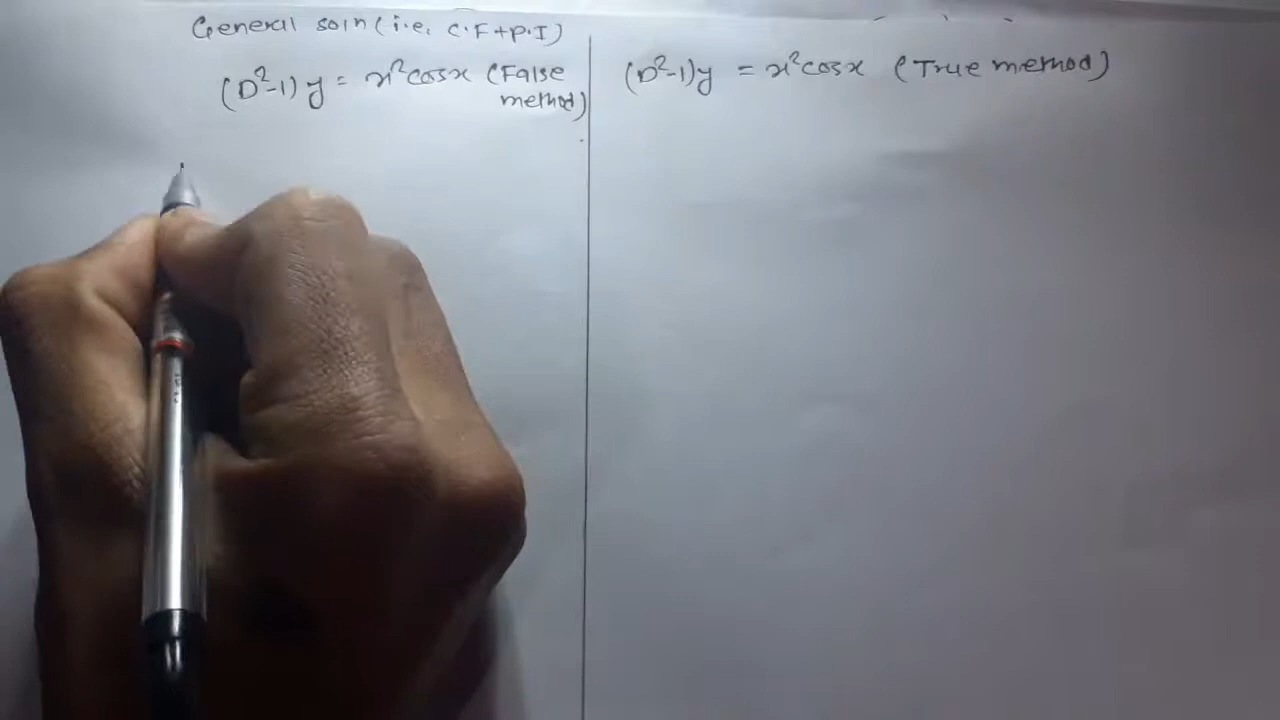 General soln (i.e. C.F+P.I)
(D²-1) y = x²cosx (False
method)
(D²-1)y = x²cosx (True method)